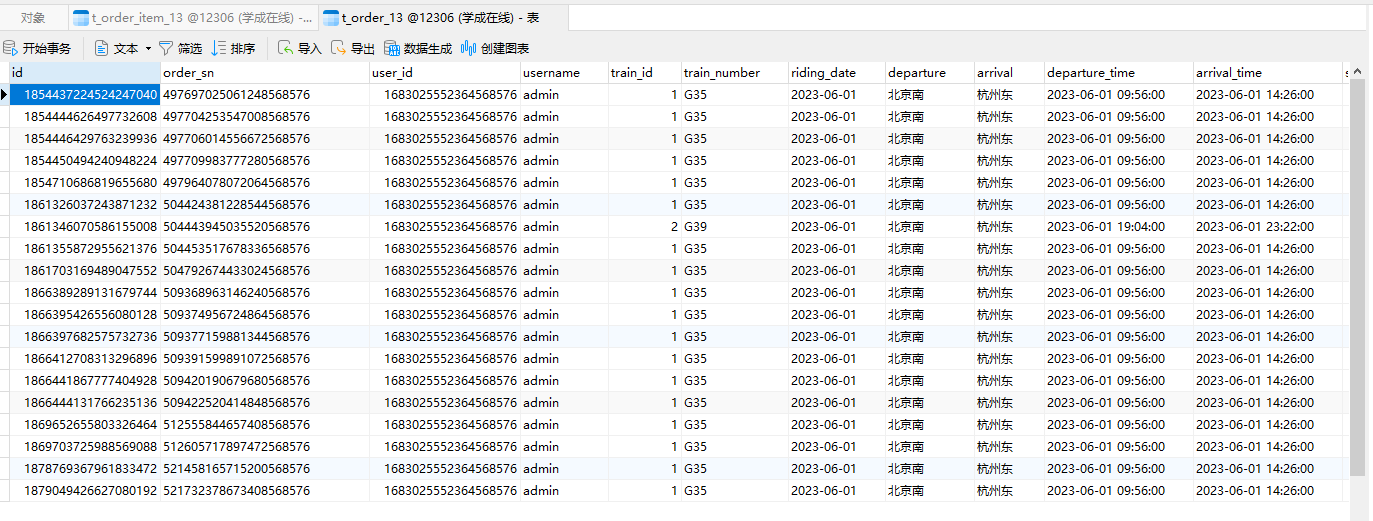 对象 t_order_item_13 @12306 (学成在线) -... t_order_13 @12306 (学成在线) - 表
开始事务 文本 筛选 排序 导入 导出 数据生成 创建图表
id order_sn user_id username train_id train_number riding_date departure arrival departure_time arrival_time s
1854437224524247040 497697025061248568576 1683025552364568576 admin 1 G35 2023-06-01 北京南 杭州东 2023-06-01 09:56:00 2023-06-01 14:26:00
1854444626497732608 497704253547008568576 1683025552364568576 admin 1 G35 2023-06-01 北京南 杭州东 2023-06-01 09:56:00 2023-06-01 14:26:00
1854446429763239936 497706014556672568576 1683025552364568576 admin 1 G35 2023-06-01 北京南 杭州东 2023-06-01 09:56:00 2023-06-01 14:26:00
1854450494240948224 497709983777280568576 1683025552364568576 admin 1 G35 2023-06-01 北京南 杭州东 2023-06-01 09:56:00 2023-06-01 14:26:00
1854710686819655680 497964078072064568576 1683025552364568576 admin 1 G35 2023-06-01 北京南 杭州东 2023-06-01 09:56:00 2023-06-01 14:26:00
1861326037243871232 504424381228544568576 1683025552364568576 admin 1 G35 2023-06-01 北京南 杭州东 2023-06-01 09:56:00 2023-06-01 14:26:00
1861346070586155008 504443945035520568576 1683025552364568576 admin 2 G39 2023-06-01 北京南 杭州东 2023-06-01 19:04:00 2023-06-01 23:22:00
1861355872955621376 504453517678336568576 1683025552364568576 admin 1 G35 2023-06-01 北京南 杭州东 2023-06-01 09:56:00 2023-06-01 14:26:00
1861703169489047552 504792674433024568576 1683025552364568576 admin 1 G35 2023-06-01 北京南 杭州东 2023-06-01 09:56:00 2023-06-01 14:26:00
1866389289131679744 509368963146240568576 1683025552364568576 admin 1 G35 2023-06-01 北京南 杭州东 2023-06-01 09:56:00 2023-06-01 14:26:00
1866395426556080128 509374956724864568576 1683025552364568576 admin 1 G35 2023-06-01 北京南 杭州东 2023-06-01 09:56:00 2023-06-01 14:26:00
1866397682575732736 509377159881344568576 1683025552364568576 admin 1 G35 2023-06-01 北京南 杭州东 2023-06-01 09:56:00 2023-06-01 14:26:00
1866412708313296896 509391599891072568576 1683025552364568576 admin 1 G35 2023-06-01 北京南 杭州东 2023-06-01 09:56:00 2023-06-01 14:26:00
1866441867777404928 509420190679680568576 1683025552364568576 admin 1 G35 2023-06-01 北京南 杭州东 2023-06-01 09:56:00 2023-06-01 14:26:00
1866444131766235136 509422520414848568576 1683025552364568576 admin 1 G35 2023-06-01 北京南 杭州东 2023-06-01 09:56:00 2023-06-01 14:26:00
1869652655803326464 512555844657408568576 1683025552364568576 admin 1 G35 2023-06-01 北京南 杭州东 2023-06-01 09:56:00 2023-06-01 14:26:00
1869703725988569088 512605717897472568576 1683025552364568576 admin 1 G35 2023-06-01 北京南 杭州东 2023-06-01 09:56:00 2023-06-01 14:26:00
1878769367961833472 521458165715200568576 1683025552364568576 admin 1 G35 2023-06-01 北京南 杭州东 2023-06-01 09:56:00 2023-06-01 14:26:00
1879049426627080192 521732378673408568576 1683025552364568576 admin 1 G35 2023-06-01 北京南 杭州东 2023-06-01 09:56:00 2023-06-01 14:26:00